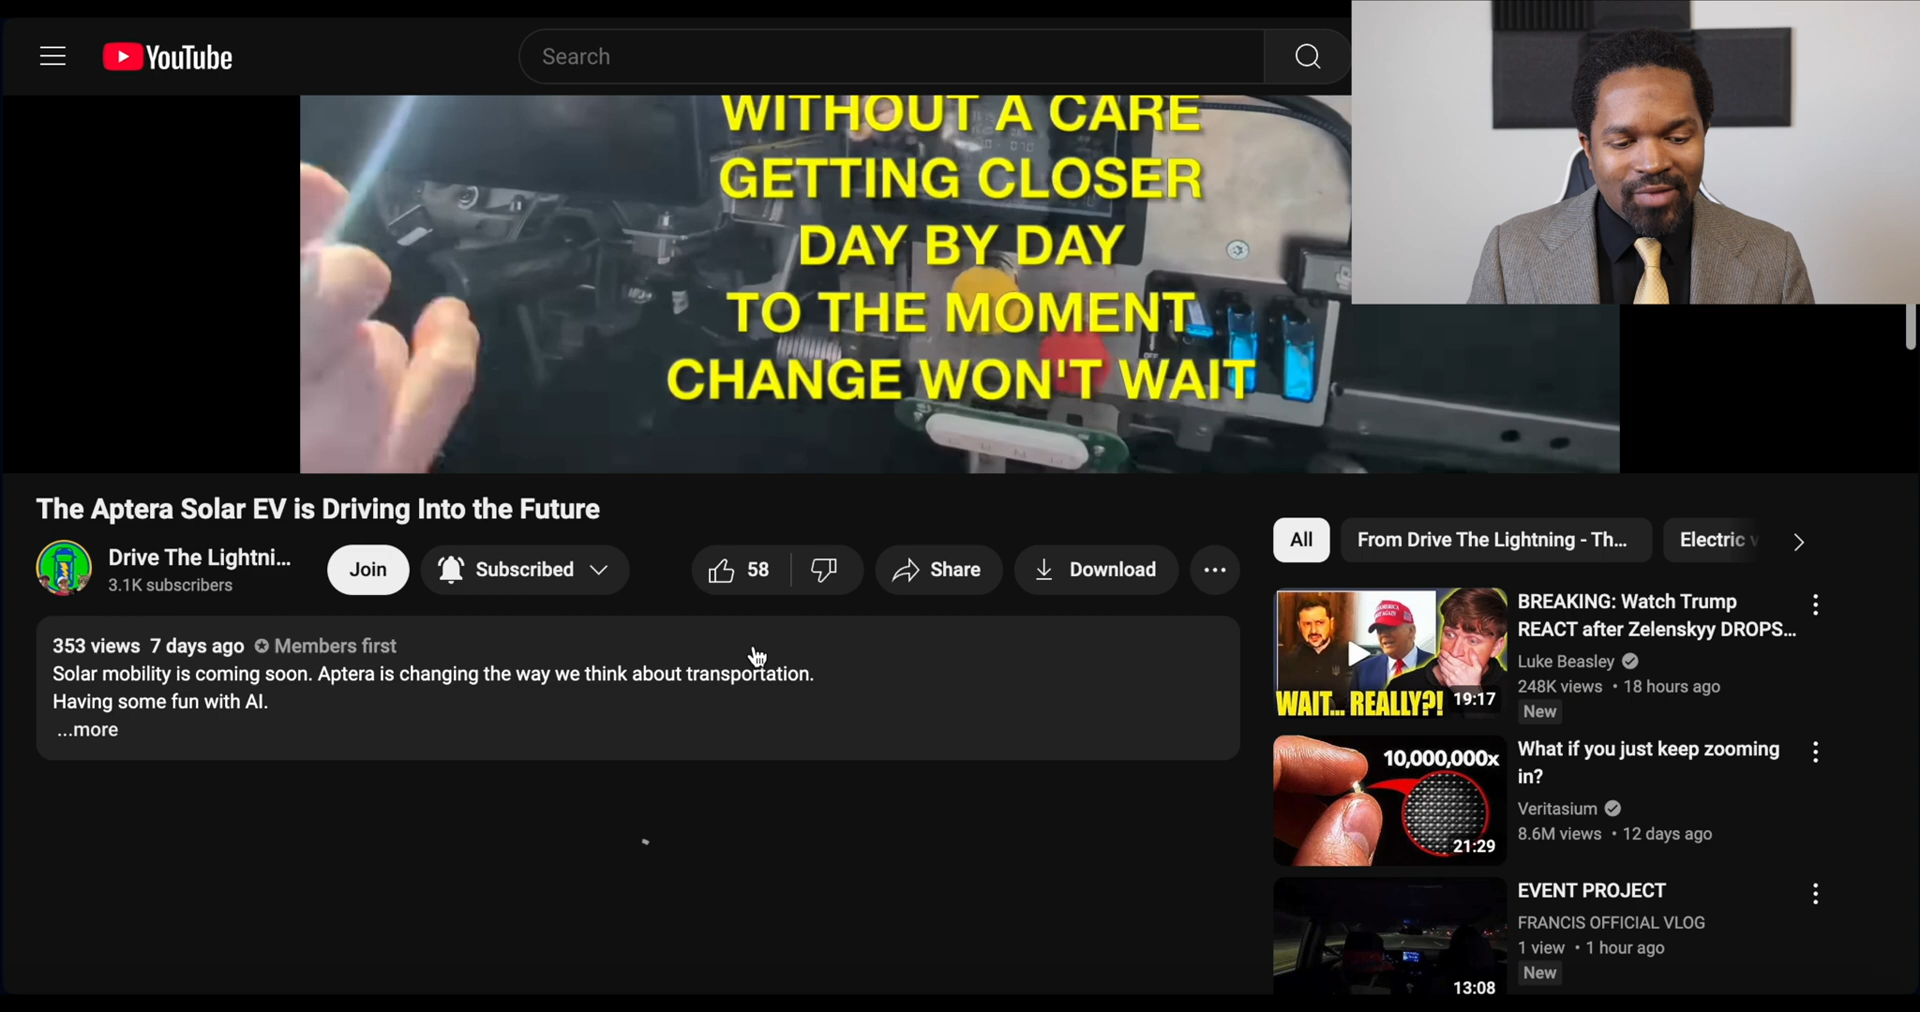 YouTube
Search
WITHOUT A CARE
GETTING CLOSER
DAY BY DAY
TO THE MOMENT
CHANGE WON'T WAIT
The Aptera Solar EV is Driving Into the Future
Drive The Lightni...
3.1K subscribers
Join
Subscribed
58
Share
Download
353 views 7 days ago Members first
Solar mobility is coming soon. Aptera is changing the way we think about transportation.
Having some fun with AI.
...more
All
From Drive The Lightning - Th...
Electric v
WAIT... REALLY?!
19:17
BREAKING: Watch Trump
REACT after Zelenskyy DROPS...
Luke Beasley
248K views • 18 hours ago
New
10,000,000x
21:29
What if you just keep zooming
in?
Veritasium
8.6M views • 12 days ago
13:08
EVENT PROJECT
FRANCIS OFFICIAL VLOG
1 view • 1 hour ago
New